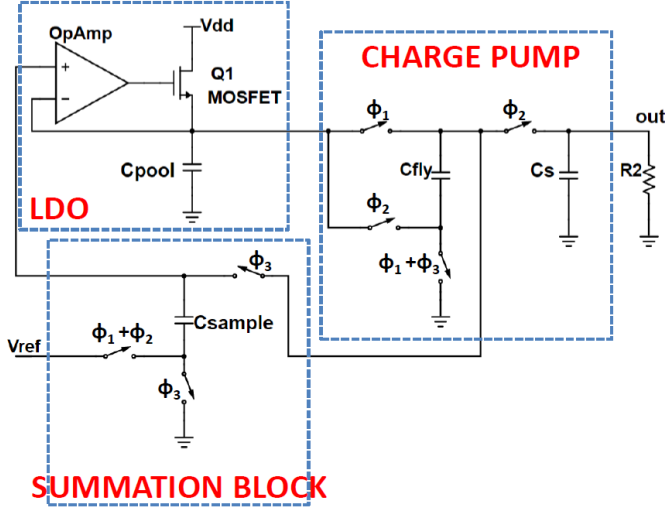 OpAmp
Vdd
+
−
Q1
MOSFET
Cpool
LDO
CHARGE PUMP
Φ1
Φ2
out
Cfly
Cs
R2
Φ2
Φ1+Φ3
Φ3
Csample
Φ1+Φ2
Vref
Φ3
SUMMATION BLOCK